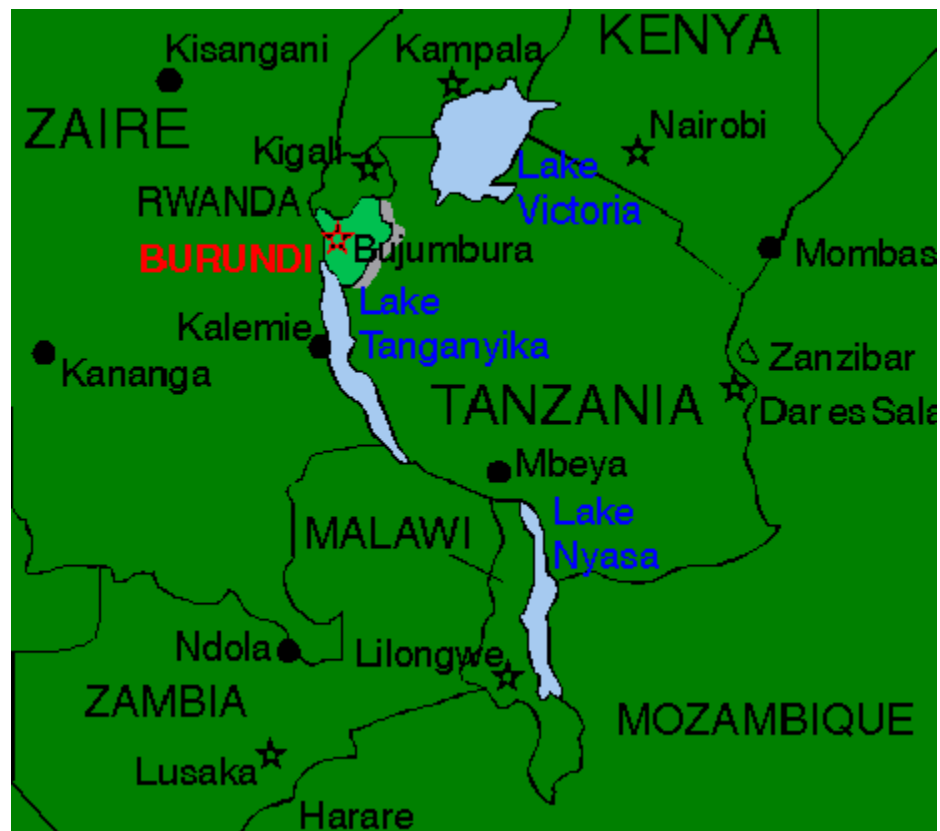 KENYA
Kisangani
Kampala
ZAIRE
Nairobi
Kigali
Lake
Victoria
RWANDA
BURUNDI
Bujumbura
Mombas
Lake
Tanganyika
Kalemie
Kananga
Zanzibar
TANZANIA
Dar es Sala
Mbeya
Lake
Nyasa
MALAWI
Ndola
Lilongwe
ZAMBIA
MOZAMBIQUE
Lusaka
Harare